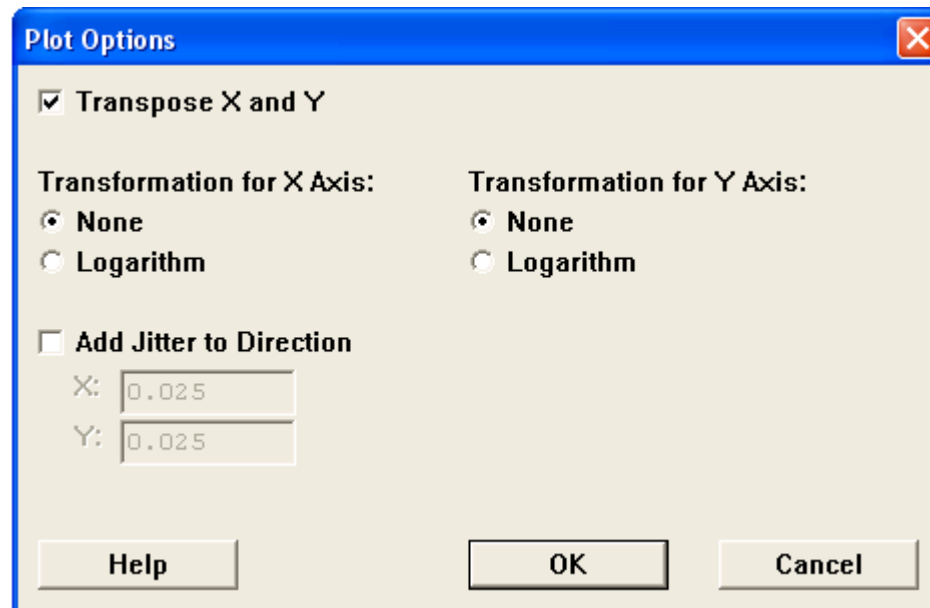 Plot Options
Transpose X and Y
Transformation for X Axis:
None
Logarithm
Transformation for Y Axis:
None
Logarithm
Add Jitter to Direction
X: 0.025
Y: 0.025
Help
OK
Cancel